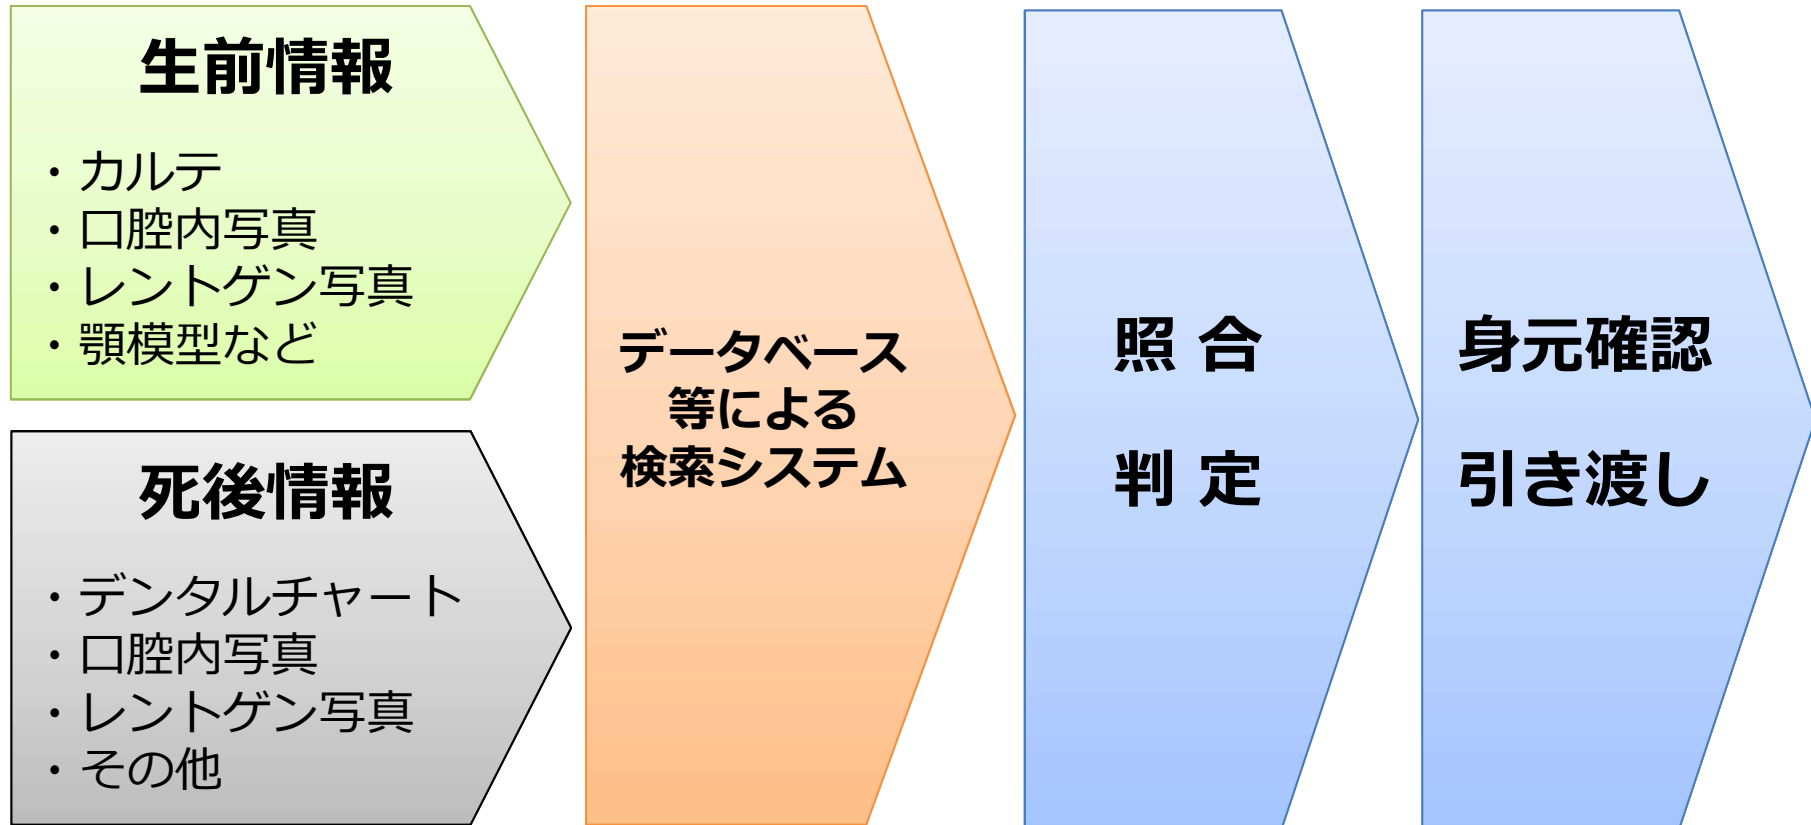 生前情報
・カルテ
・口腔内写真
・レントゲン写真
・顎模型など
死後情報
・デンタルチャート
・口腔内写真
・レントゲン写真
・その他
データベース
等による
検索システム
照 合
判 定
身元確認
引き渡し